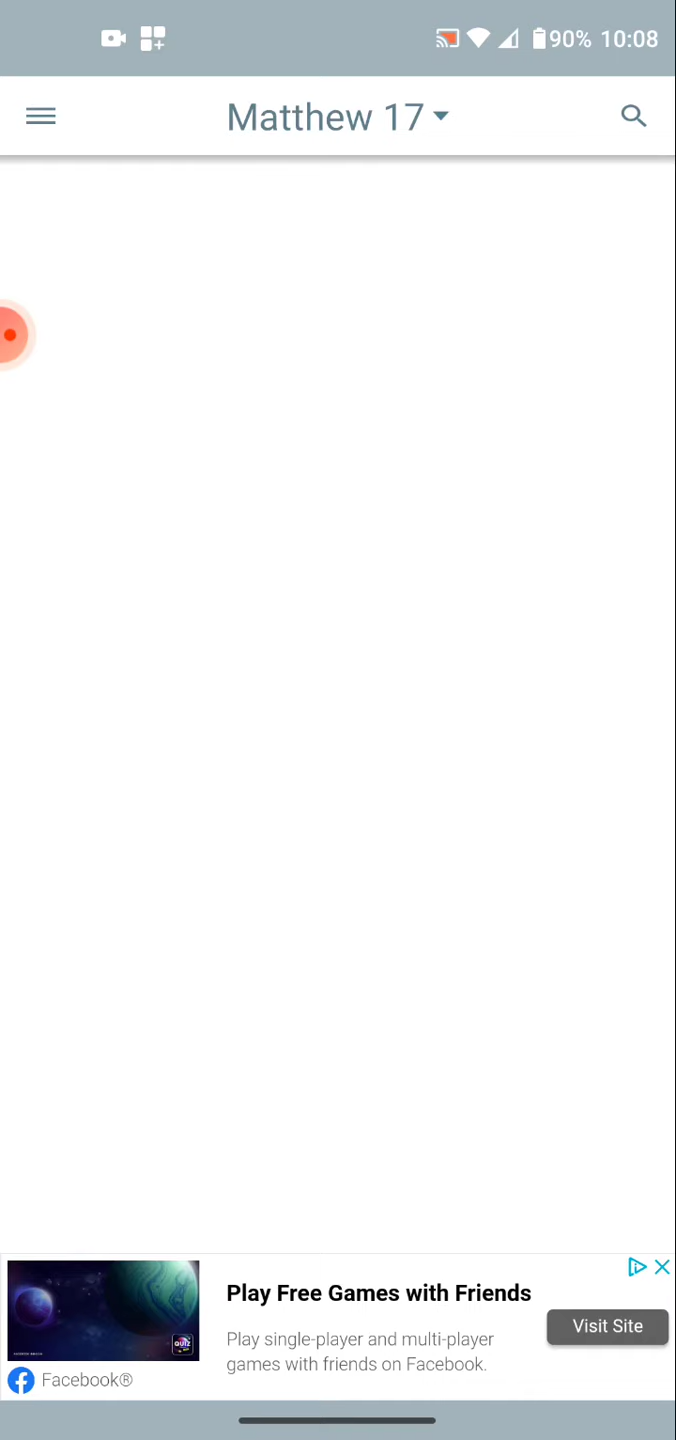 90% 10:08
Matthew 17
Play Free Games with Friends
Play single-player and multi-player
games with friends on Facebook.
Visit Site
QUIZ
Facebook®